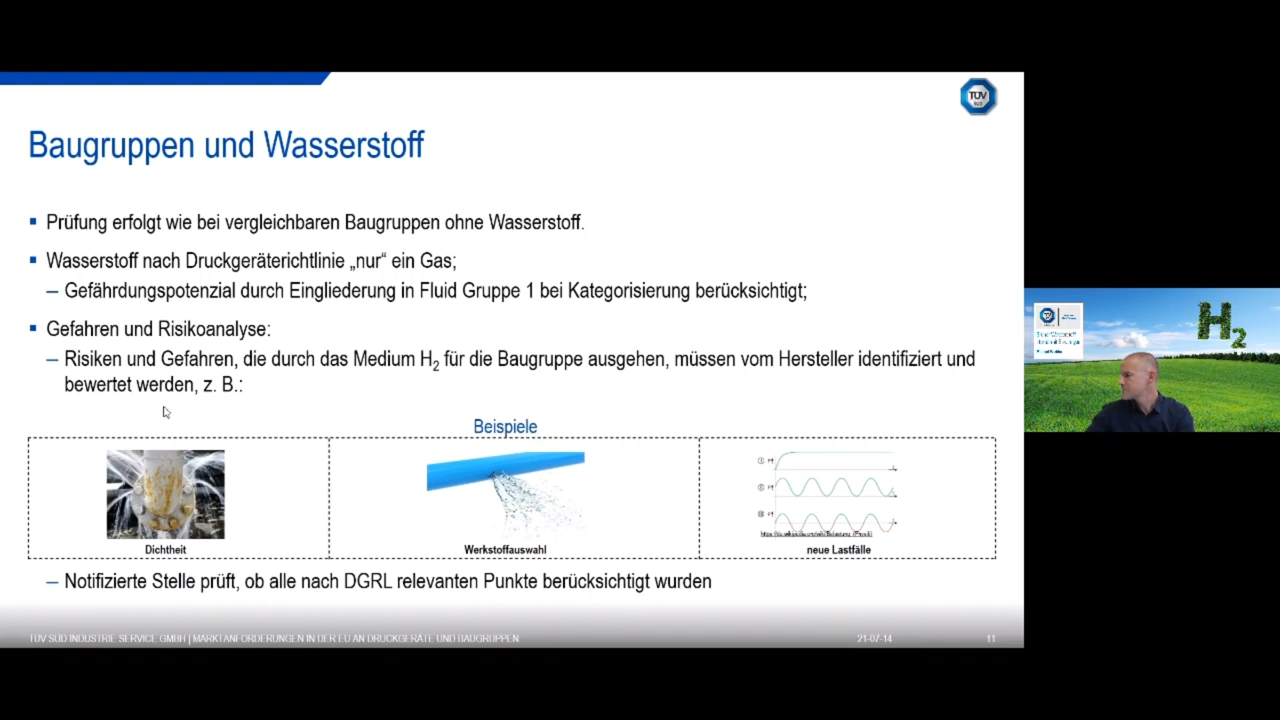 TÜV
SÜD
Baugruppen und Wasserstoff
Prüfung erfolgt wie bei vergleichbaren Baugruppen ohne Wasserstoff.
Wasserstoff nach Druckgeräterichtlinie „nur“ ein Gas;
– Gefährdungspotenzial durch Eingliederung in Fluid Gruppe 1 bei Kategorisierung berücksichtigt;
Gefahren und Risikoanalyse:
– Risiken und Gefahren, die durch das Medium H2 für die Baugruppe ausgehen, müssen vom Hersteller identifiziert und
bewertet werden, z. B.:
Beispiele
Dichtheit
Werkstoffauswahl
neue Lastfälle
– Notifizierte Stelle prüft, ob alle nach DGRL relevanten Punkte berücksichtigt wurden
TÜV SÜD INDUSTRIE SERVICE GMBH | MARKTANFORDERUNGEN IN DER EU AN DRUCKGERÄTE UND BAUGRUPPEN
21-07-14
11
H2